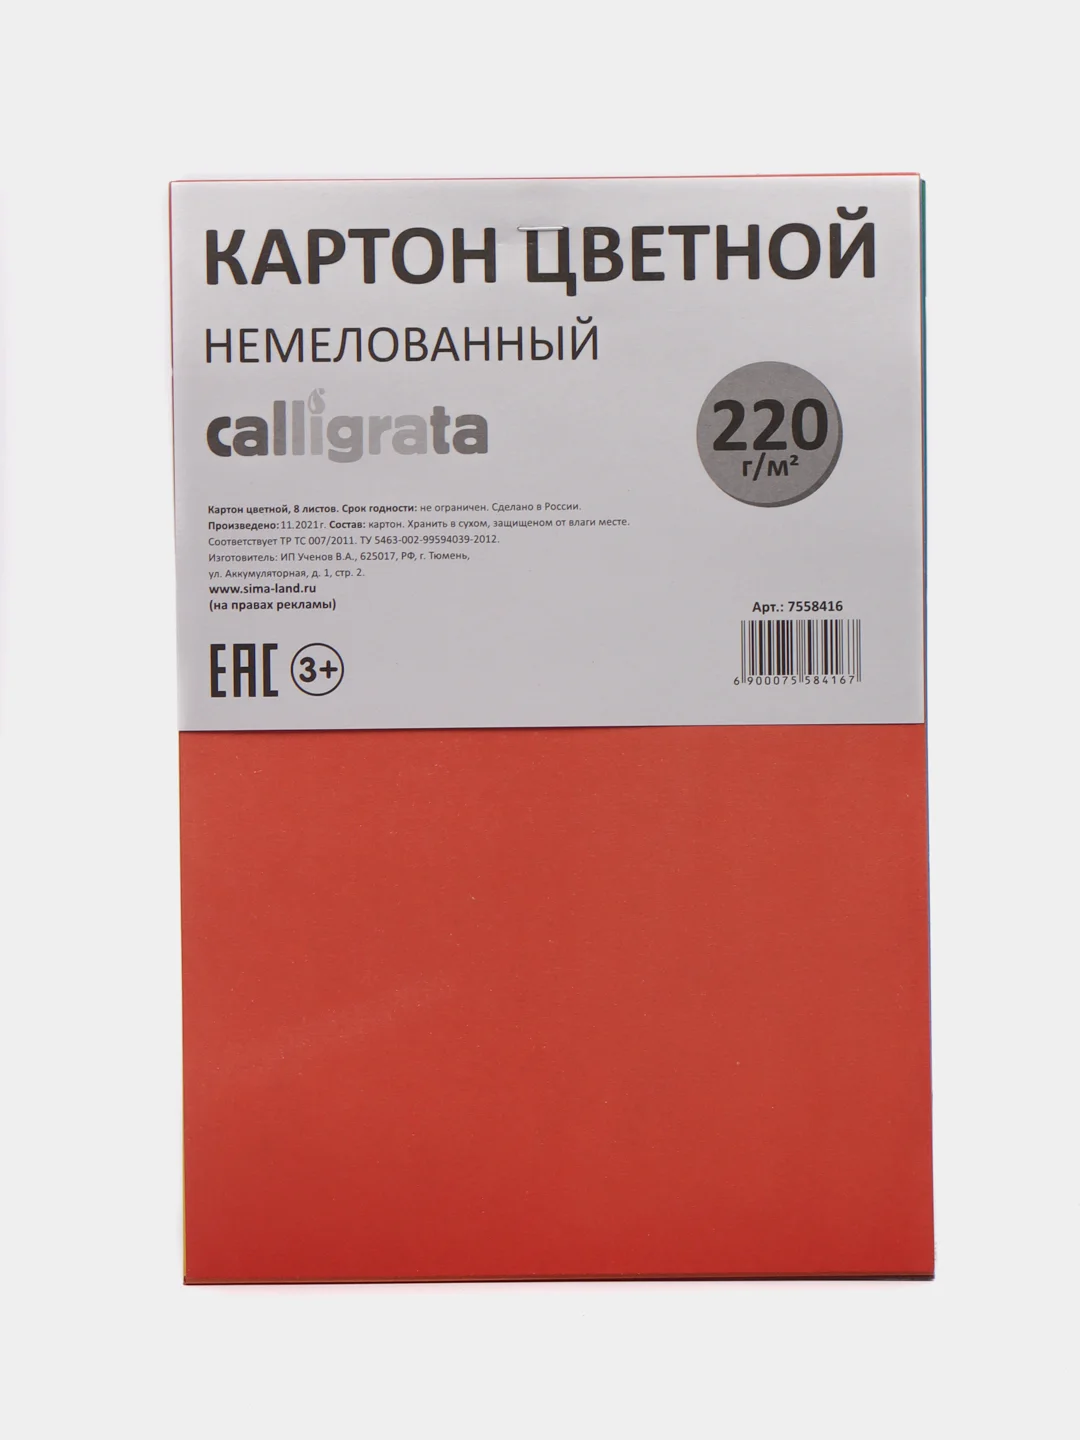 КАРТОН ЦВЕТНОЙ
НЕМЕЛОВАННЫЙ
calligrata
220
г/м²
Картон цветной, 8 листов. Срок годности: не ограничен. Сделано в России.
Произведено: 11.2021г. Состав: картон. Хранить в сухом, защищеном от влаги месте.
Соответствует ТР ТС 007/2011. ТУ 5463-002-99594039-2012.
Изготовитель: ИП Ученов В.А., 625017, РФ, г. Тюмень,
ул. Аккумуляторная, д. 1, стр. 2.
www.sima-land.ru
(на правах рекламы)
Арт.: 7558416
6 900075 584167
EAC 3+